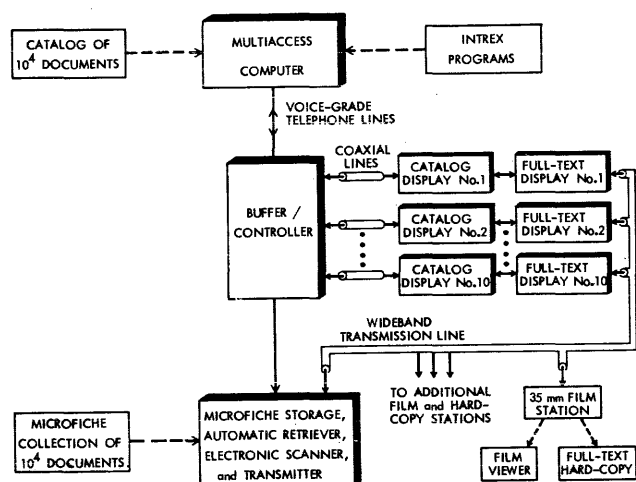 CATALOG OF
10⁴ DOCUMENTS
MULTIACCESS
COMPUTER
INTREX
PROGRAMS
VOICE-GRADE
TELEPHONE LINES
COAXIAL
LINES
BUFFER /
CONTROLLER
CATALOG
DISPLAY No.1
FULL-TEXT
DISPLAY No.1
CATALOG
DISPLAY No.2
FULL-TEXT
DISPLAY No.2
CATALOG
DISPLAY No.10
FULL-TEXT
DISPLAY No.10
WIDEBAND
TRANSMISSION LINE
TO ADDITIONAL
FILM and HARD-
COPY STATIONS
35 mm FILM
STATION
MICROFICHE
COLLECTION OF
10⁴ DOCUMENTS
MICROFICHE STORAGE,
AUTOMATIC RETRIEVER,
ELECTRONIC SCANNER,
and TRANSMITTER
FILM
VIEWER
FULL-TEXT
HARD-COPY